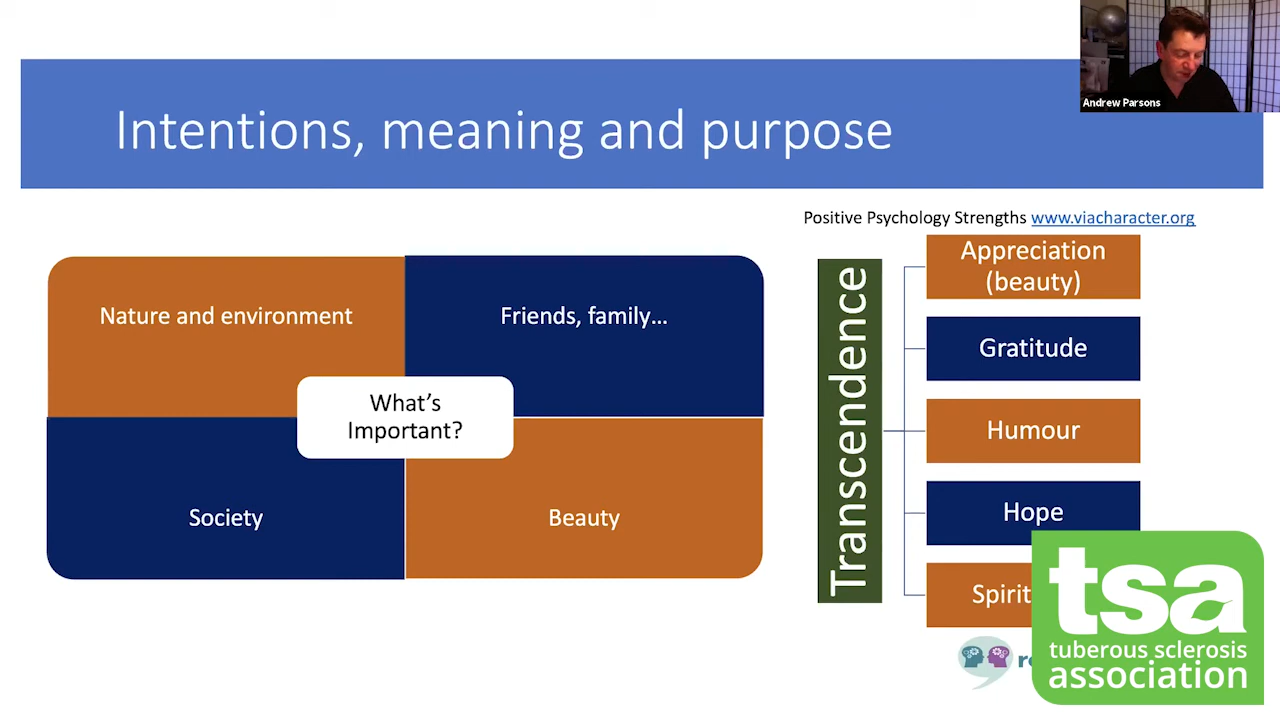 Andrew Parsons
Intentions, meaning and purpose
Positive Psychology Strengths www.viacharacter.org
Nature and environment
Friends, family…
What's
Important?
Society
Beauty
Transcendence
Appreciation
(beauty)
Gratitude
Humour
Hope
tsa
tuberous sclerosis
association